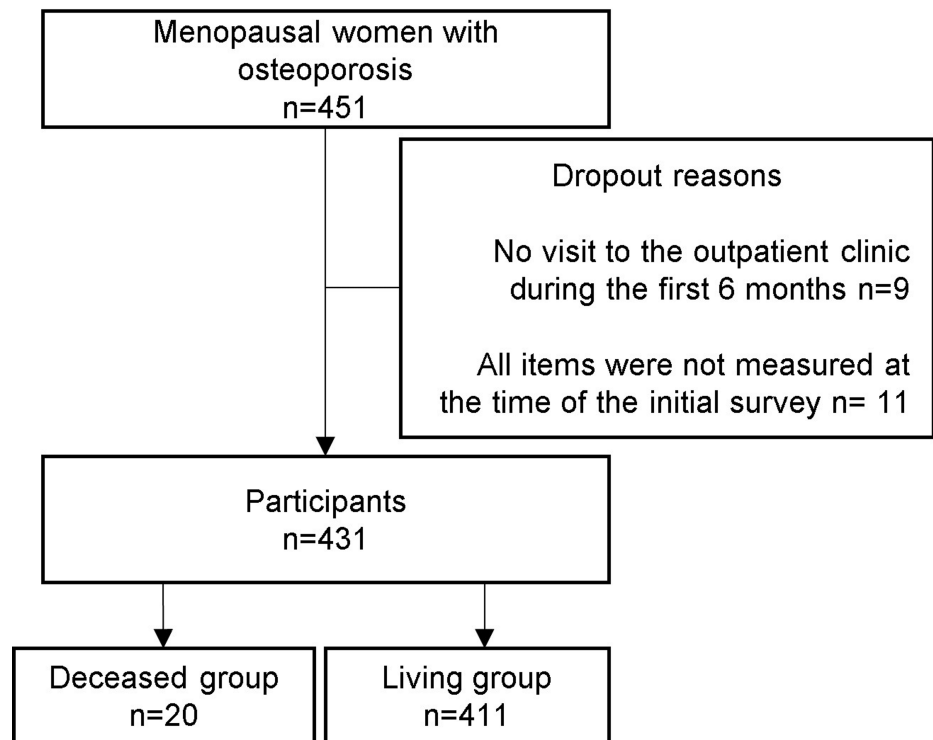 Menopausal women with
osteoporosis
n=451
Dropout reasons
No visit to the outpatient clinic
during the first 6 months n=9
All items were not measured at
the time of the initial survey n= 11
Participants
n=431
Deceased group
n=20
Living group
n=411